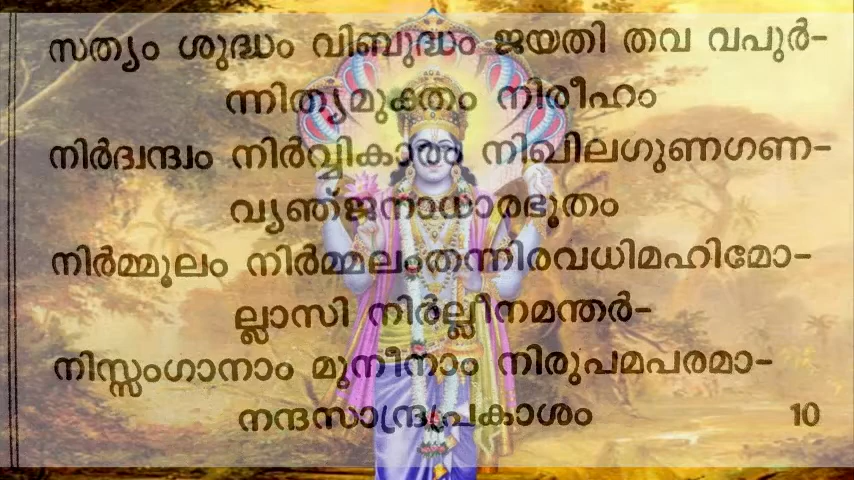 സത്യം ശുദ്ധം വിബുദ്ധം ജയതി തവ വപുർ-
ന്നിത്യമുക്തം നിരീഹം
നിർദ്വന്ദ്വം നിർവ്വികാരം നിഖിലഗുണഗണ-
വ്യഞ്ജനാധാരഭൂതം
നിർമ്മൂലം നിർമ്മലംതന്നിരവധിമഹിമോ-
ല്ലാസി നിർല്ലീനമന്തർ-
നിസ്സംഗാനാം മുനീനാം നിരുപമപരമാ-
നന്ദസാന്ദ്രപ്രകാശം 10